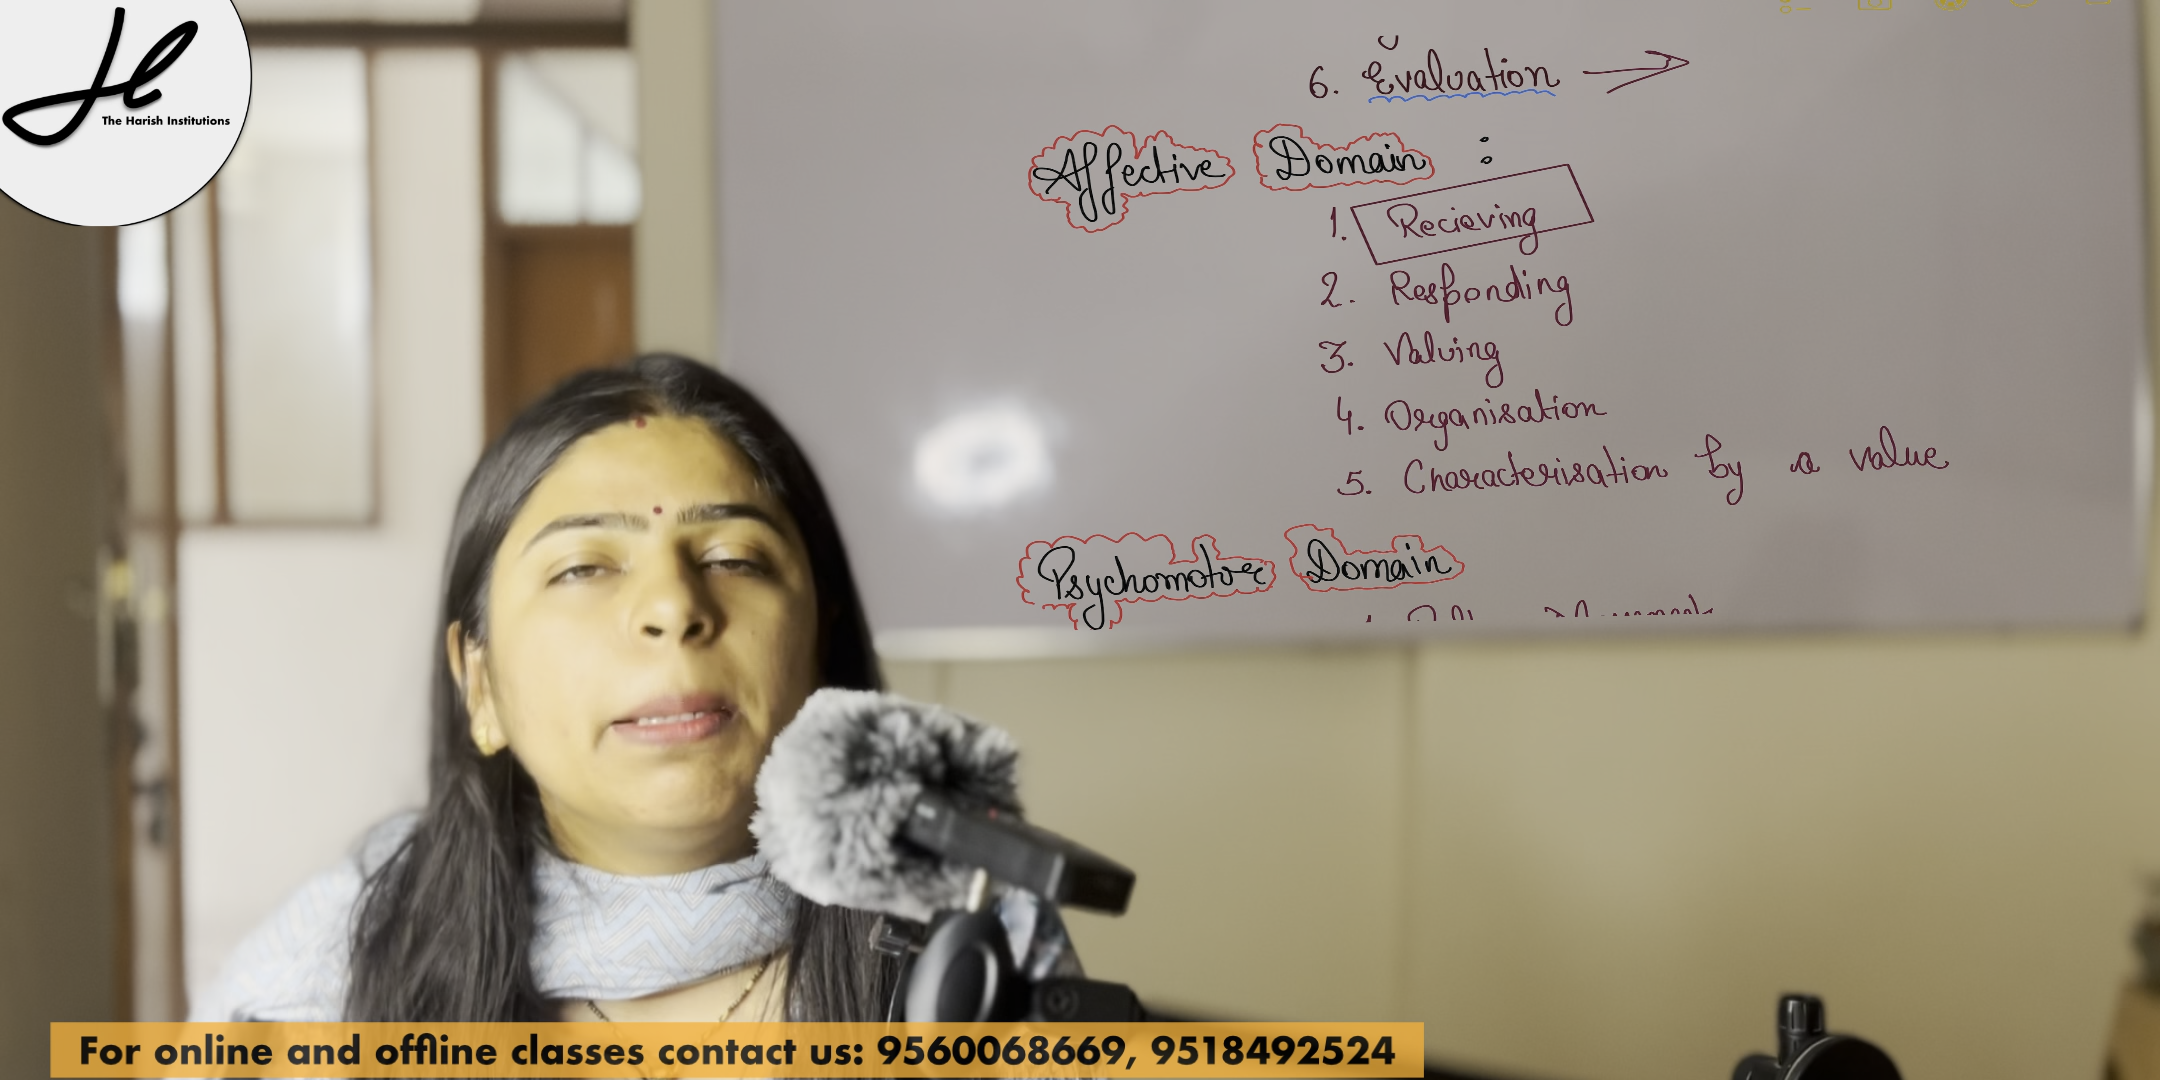 The Harish Institutions
6. Evaluation
Affective Domain :
1. Recieving
2. Responding
3. Valuing
4. Organisation
5. Characterisation by a value
Psychomotor Domain
For online and offline classes contact us: 9560068669, 9518492524